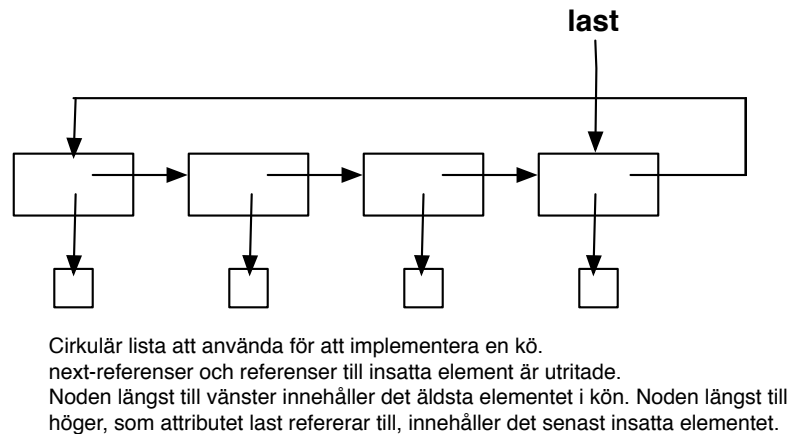 last
Cirkulär lista att använda för att implementera en kö.
next-referenser och referenser till insatta element är utritade.
Noden längst till vänster innehåller det äldsta elementet i kön. Noden längst till
höger, som attributet last refererar till, innehåller det senast insatta elementet.